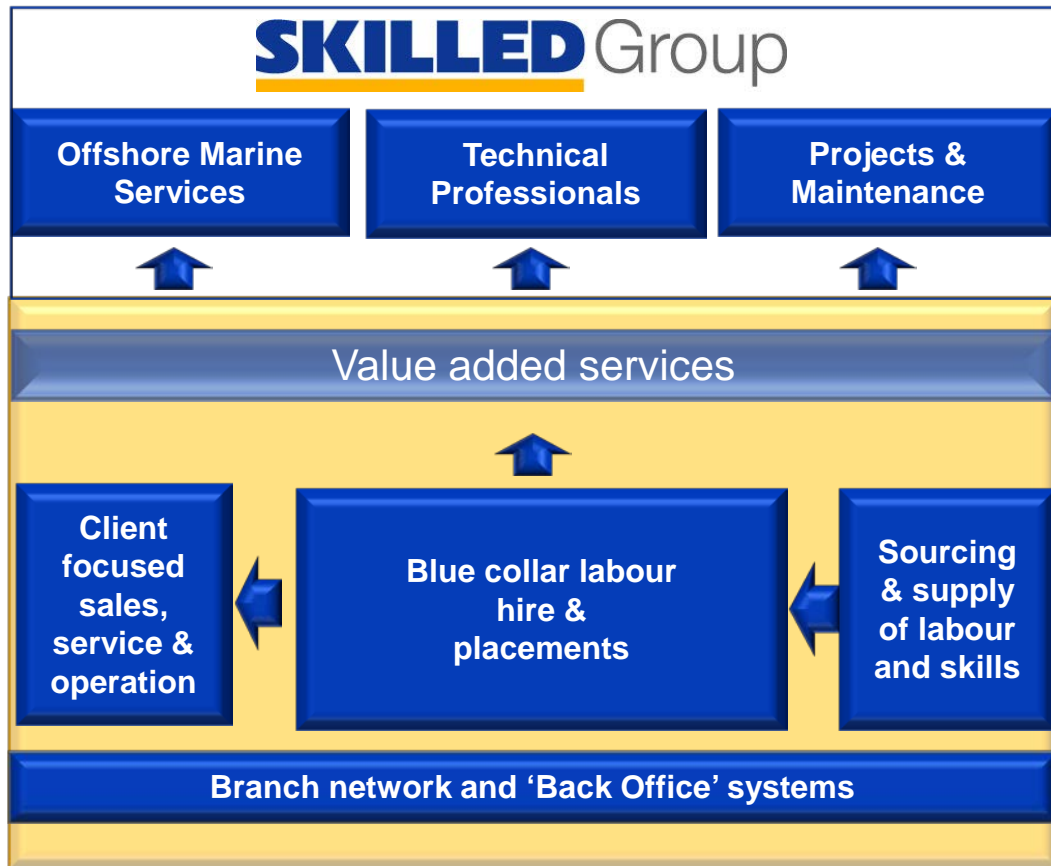 SKILLED Group
Offshore Marine
Services
Technical
Professionals
Projects &
Maintenance
Value added services
Client
focused
sales,
service &
operation
Blue collar labour
hire &
placements
Sourcing
& supply
of labour
and skills
Branch network and ‘Back Office’ systems